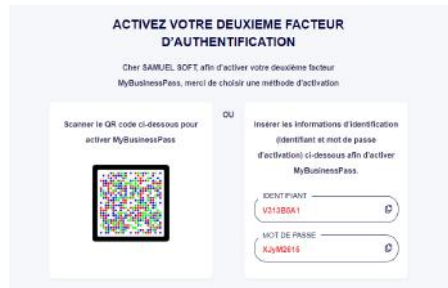 ACTIVEZ VOTRE DEUXIEME FACTEUR
D'AUTHENTIFICATION
Cher SAMUEL SOFT, afin d'activer votre deuxième facteur
MyBusinessPass, merci de choisir une méthode d'activation
Scanner le QR code ci-dessous pour
activer MyBusinessPass
OU
Insérer les informations d'identification
(Identifiant et mot de passe
d'activation) ci-dessous afin d'activer
MyBusinessPass.
IDENTIFIANT
V313B6A1
MOT DE PASSE
XJyM2616